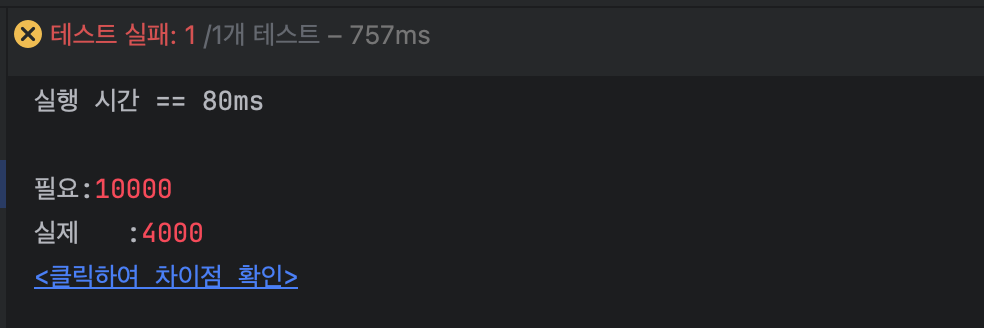 테스트 실패: 1 /1개 테스트 – 757ms
실행 시간 == 80ms
필요:10000
실제   :4000
<클릭하여 차이점 확인>